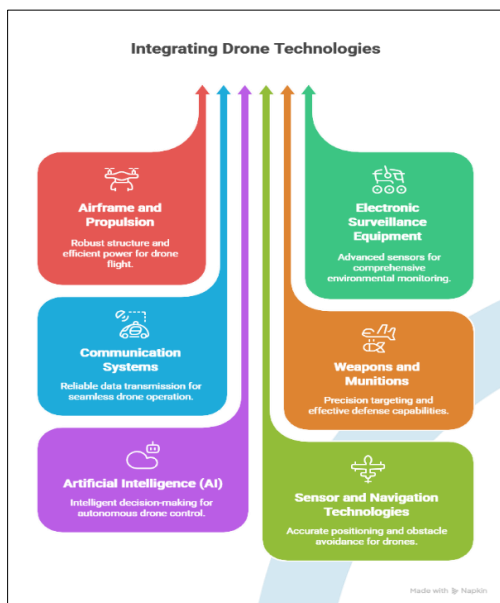 Integrating Drone Technologies
Airframe and
Propulsion
Robust structure and
efficient power for drone
flight.
Electronic
Surveillance
Equipment
Advanced sensors for
comprehensive
environmental monitoring.
Communication
Systems
Reliable data transmission for
seamless drone operation.
Weapons and
Munitions
Precision targeting and
effective defense capabilities.
Artificial Intelligence (AI)
Intelligent decision-making for
autonomous drone control.
Sensor and Navigation
Technologies
Accurate positioning and obstacle
avoidance for drones.
Made with Napkin